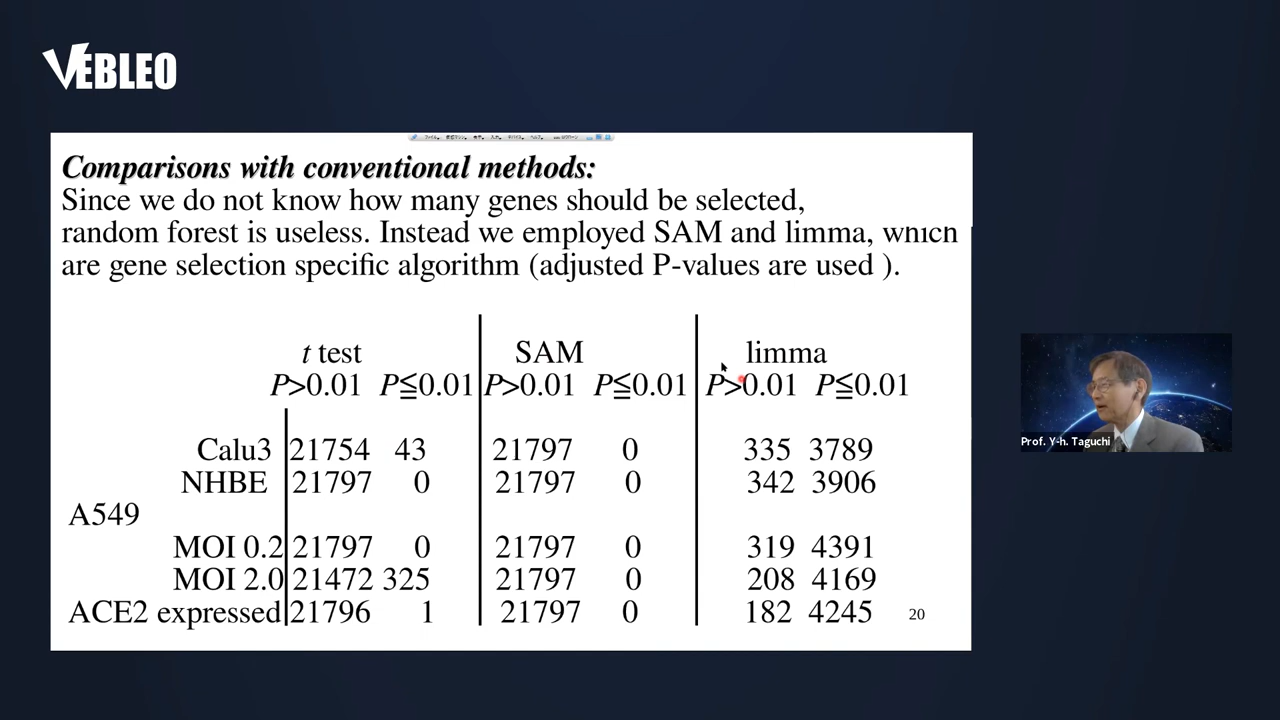 VEBLEO
Comparisons with conventional methods:
Since we do not know how many genes should be selected,
random forest is useless. Instead we employed SAM and limma, which
are gene selection specific algorithm (adjusted P-values are used ).
t test SAM limma
P>0.01 P≦0.01 P>0.01 P≦0.01 P>0.01 P≦0.01
Calu3 21754 43 21797 0 335 3789
NHBE 21797 0 21797 0 342 3906
A549
MOI 0.2 21797 0 21797 0 319 4391
MOI 2.0 21472 325 21797 0 208 4169
ACE2 expressed 21796 1 21797 0 182 4245
20
Prof. Y-h. Taguchi